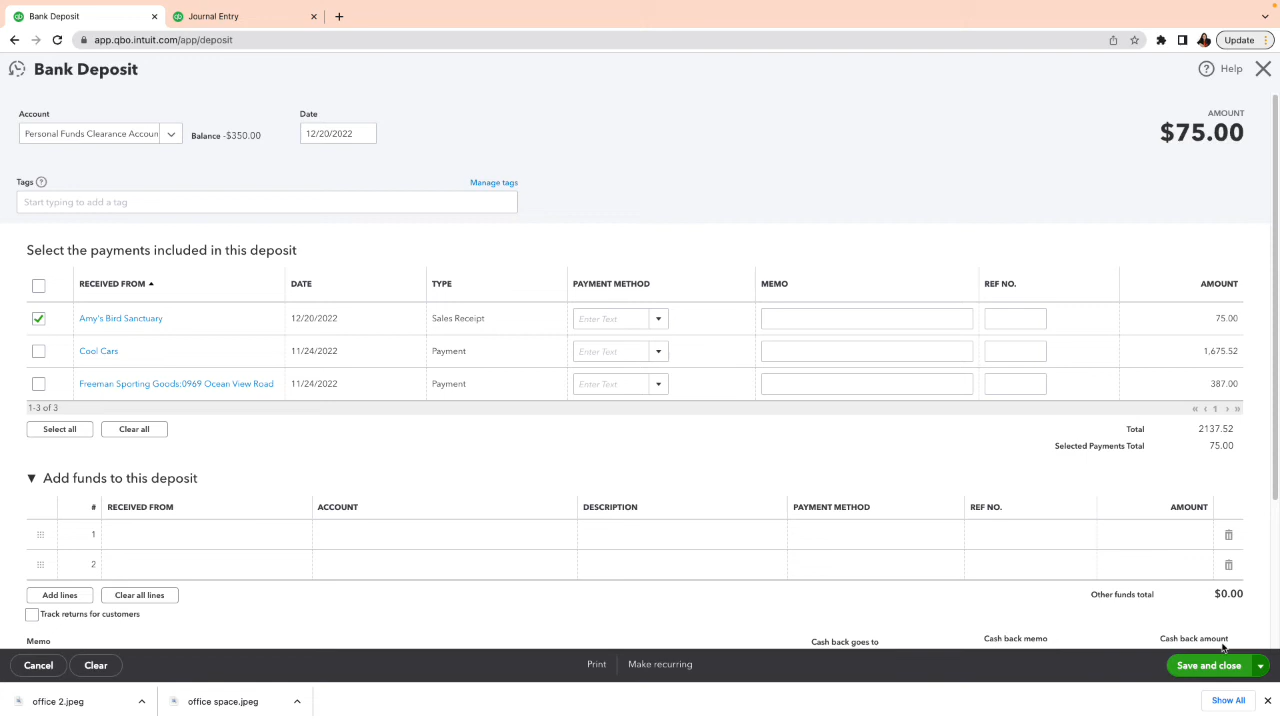 Bank Deposit
Journal Entry
app.qbo.intuit.com/app/deposit
Update
Bank Deposit
Help
Account
Date
AMOUNT
Personal Funds Clearance Accoun
Balance -$350.00
12/20/2022
$75.00
Tags
Manage tags
Start typing to add a tag
Select the payments included in this deposit
RECEIVED FROM DATE TYPE PAYMENT METHOD MEMO REF NO. AMOUNT
Amy's Bird Sanctuary 12/20/2022 Sales Receipt Enter Text 75.00
Cool Cars 11/24/2022 Payment Enter Text 1,675.52
Freeman Sporting Goods:0969 Ocean View Road 11/24/2022 Payment Enter Text 387.00
1-3 of 3 « ‹ 1 › »
Select all Clear all Total 2137.52
Selected Payments Total 75.00
Add funds to this deposit
# RECEIVED FROM ACCOUNT DESCRIPTION PAYMENT METHOD REF NO. AMOUNT
1
2
Add lines Clear all lines Other funds total $0.00
Track returns for customers
Memo Cash back goes to Cash back memo Cash back amount
Cancel Clear Print Make recurring Save and close
office 2.jpeg office space.jpeg Show All